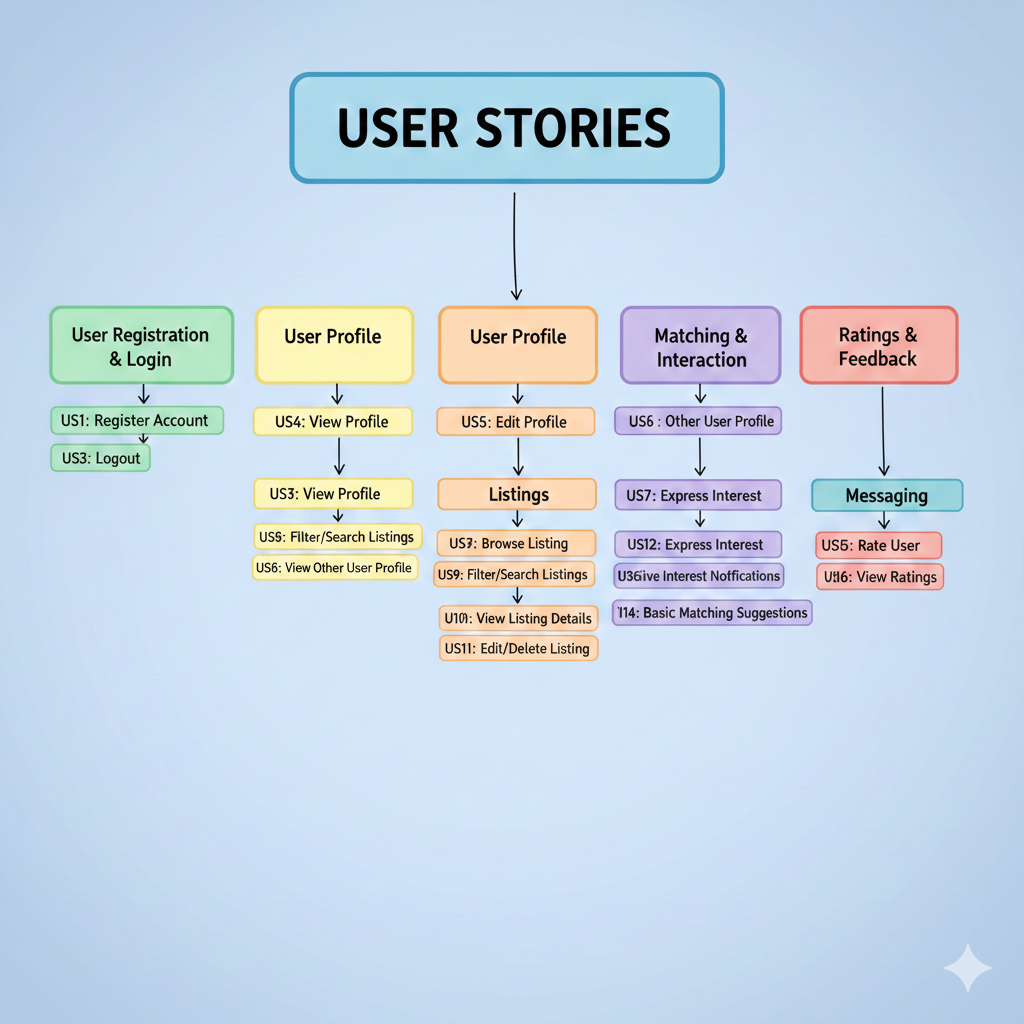 USER STORIES
User Registration
& Login
US1: Register Account
US3: Logout
User Profile
US4: View Profile
US3: View Profile
Filter/Search Listings
US6: View Other User Profile
User Profile
US5: Edit Profile
Listings
Browse Listing
US9: Filter/Search Listings
View Listing Details
US11: Edit/Delete Listing
Matching &
Interaction
US6 : Other User Profile
US7: Express Interest
US12: Express Interest
Interest Noffications
Basic Matching Suggestions
Ratings &
Feedback
Messaging
US5: Rate User
View Ratings